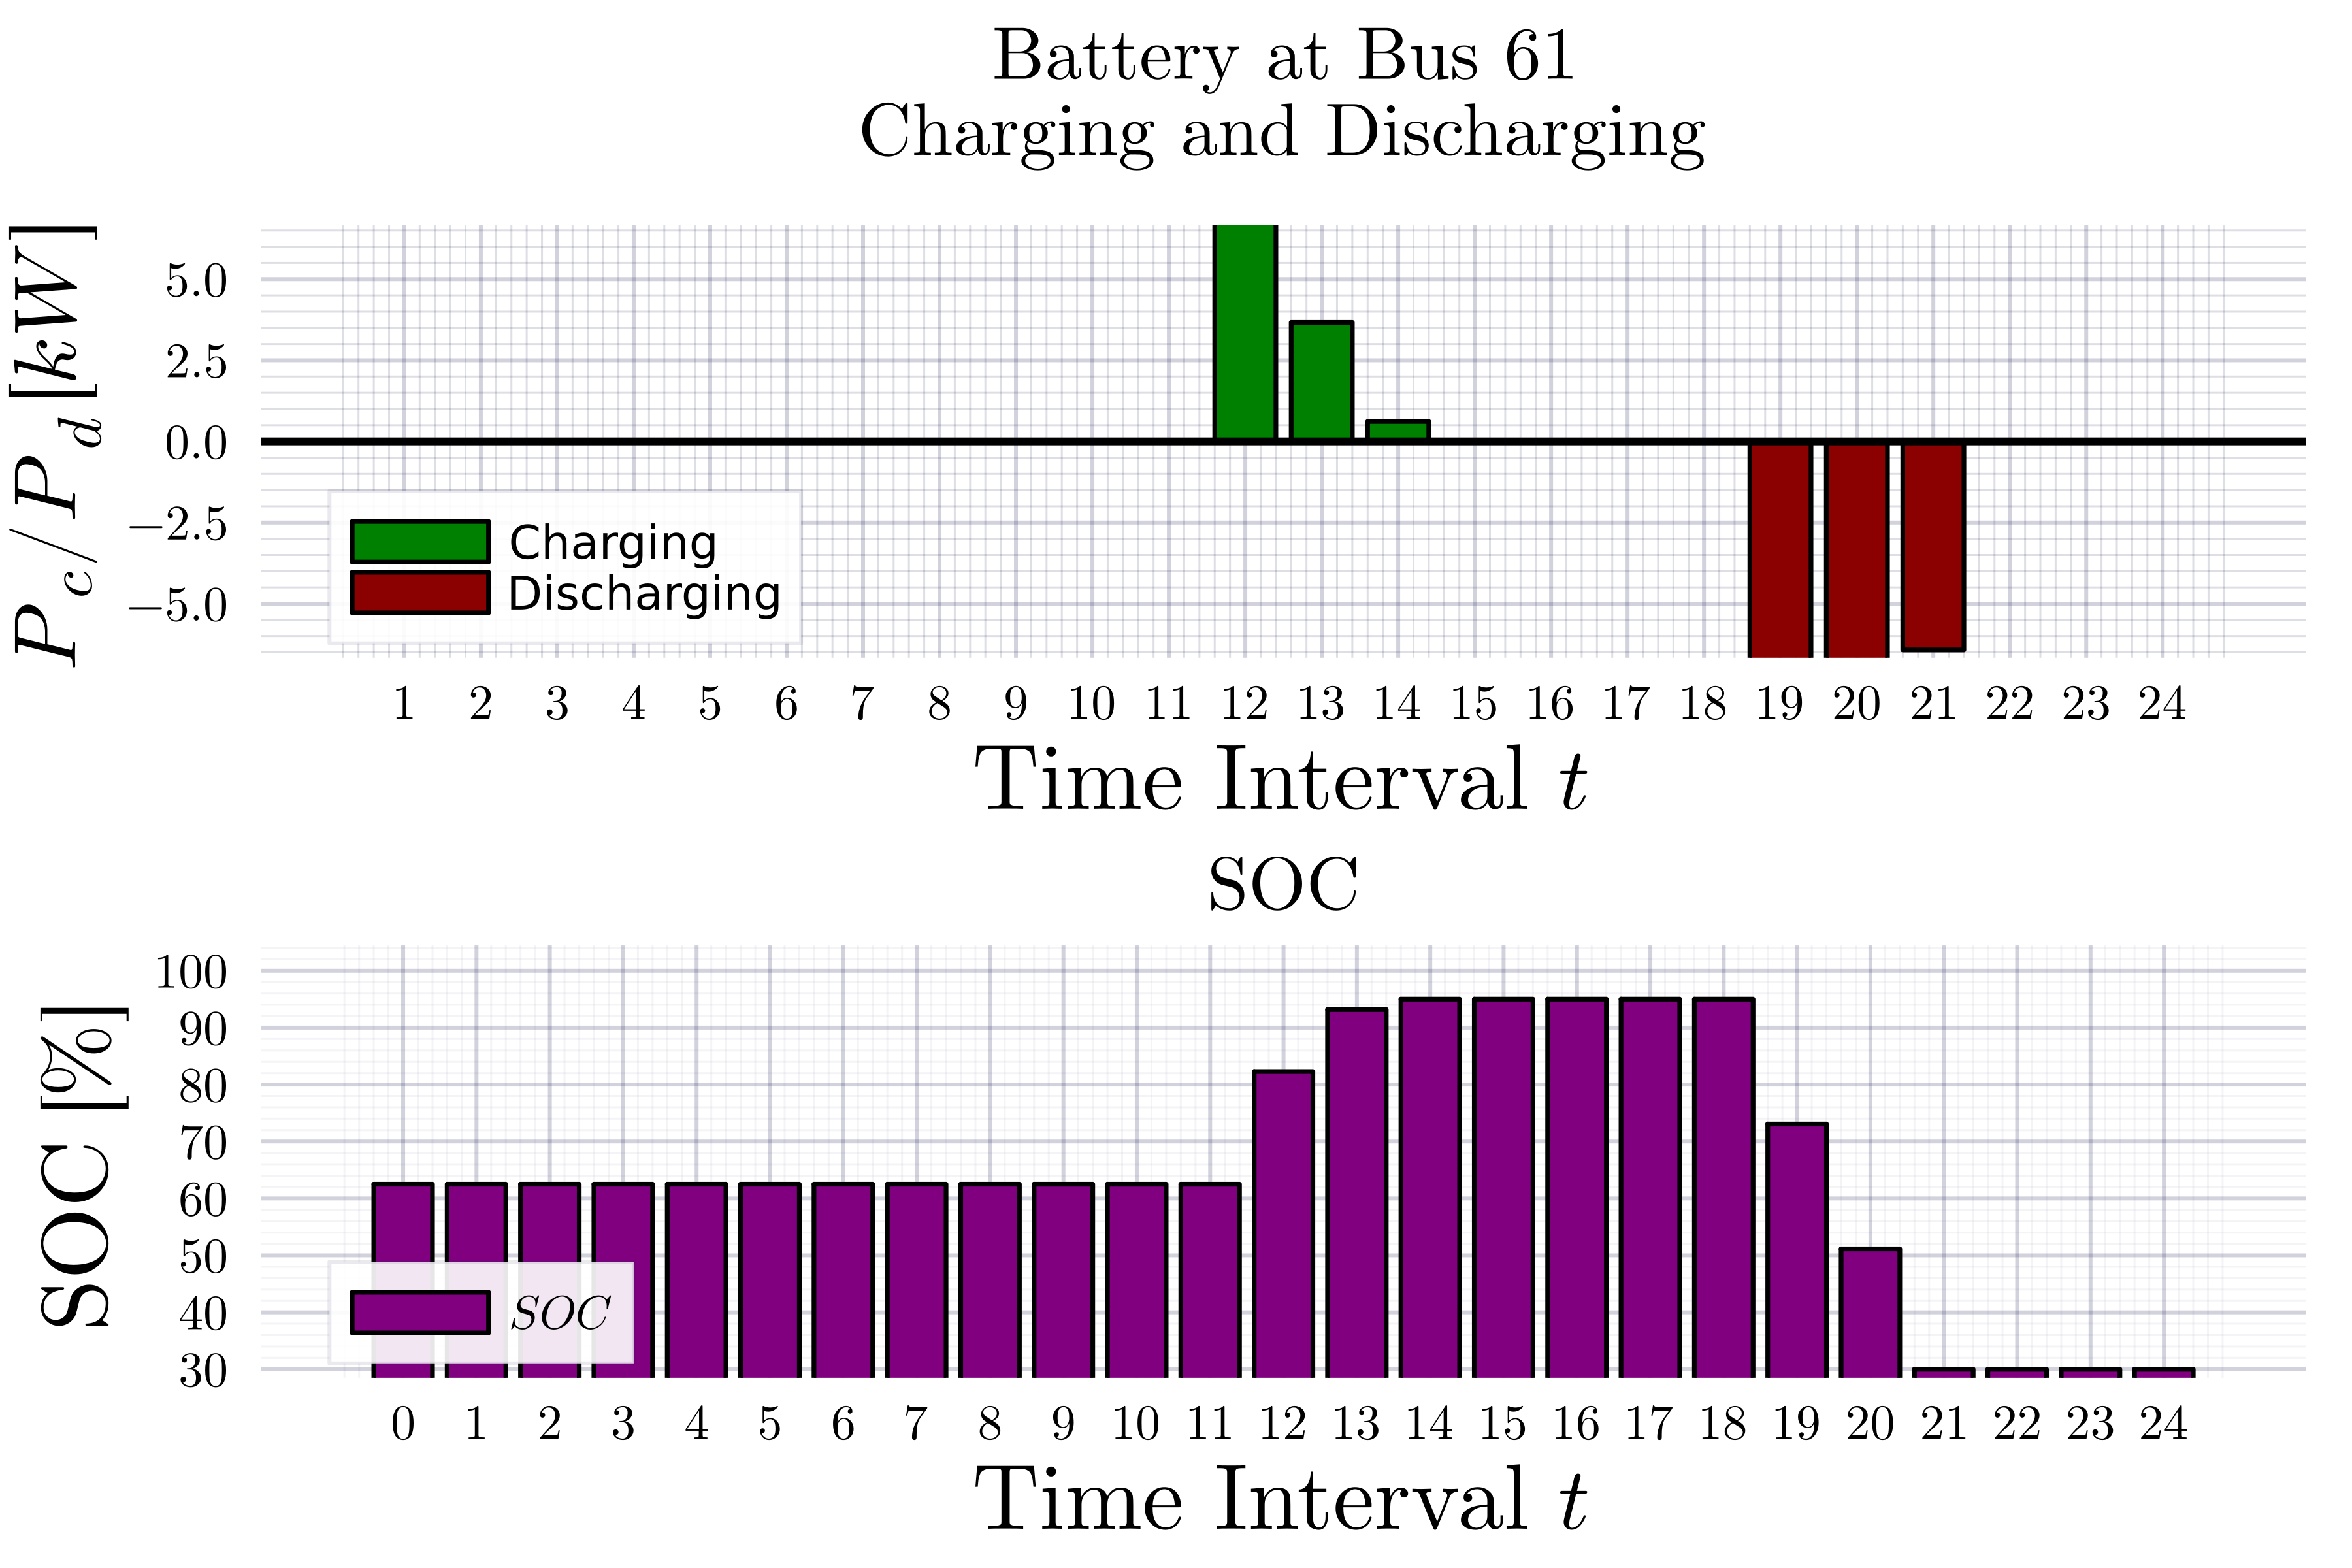 Battery at Bus 61
Charging and Discharging
P_c/P_d [kW]
5.0
2.5
0.0
−2.5
−5.0
Charging
Discharging
1 2 3 4 5 6 7 8 9 10 11 12 13 14 15 16 17 18 19 20 21 22 23 24
Time Interval t
SOC
SOC [%]
100
90
80
70
60
50
40
30
SOC
0 1 2 3 4 5 6 7 8 9 10 11 12 13 14 15 16 17 18 19 20 21 22 23 24
Time Interval t